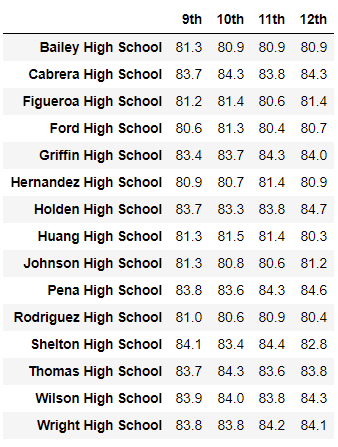 9th 10th 11th 12th
Bailey High School 81.3 80.9 80.9 80.9
Cabrera High School 83.7 84.3 83.8 84.3
Figueroa High School 81.2 81.4 80.6 81.4
Ford High School 80.6 81.3 80.4 80.7
Griffin High School 83.4 83.7 84.3 84.0
Hernandez High School 80.9 80.7 81.4 80.9
Holden High School 83.7 83.3 83.8 84.7
Huang High School 81.3 81.5 81.4 80.3
Johnson High School 81.3 80.8 80.6 81.2
Pena High School 83.8 83.6 84.3 84.6
Rodriguez High School 81.0 80.6 80.9 80.4
Shelton High School 84.1 83.4 84.4 82.8
Thomas High School 83.7 84.3 83.6 83.8
Wilson High School 83.9 84.0 83.8 84.3
Wright High School 83.8 83.8 84.2 84.1